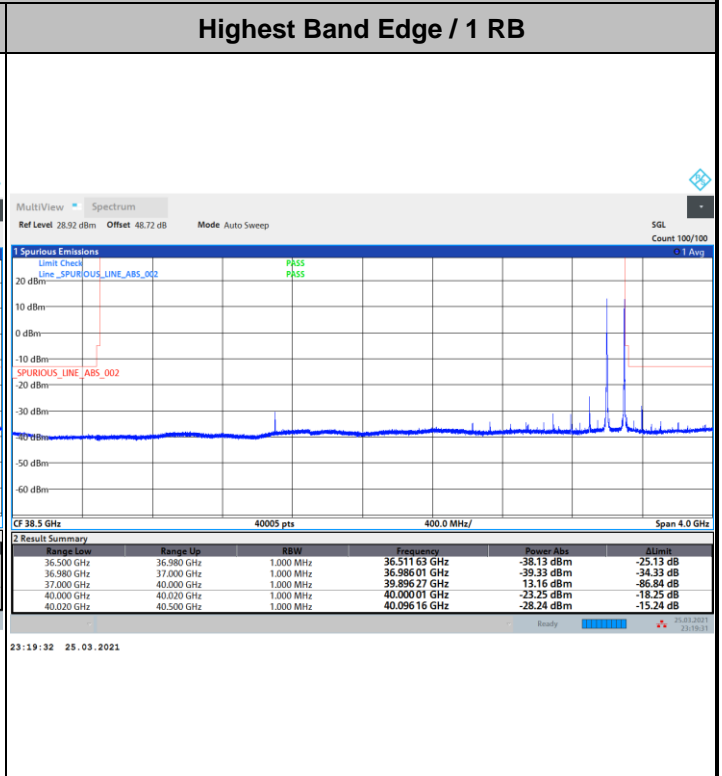 Highest Band Edge / 1 RB
MultiView Spectrum
Ref Level 28.92 dBm Offset 48.72 dB Mode Auto Sweep SGL
Count 100/100
1 Spurious Emissions 1 Avg
Limit Check PASS
Line _SPURIOUS_LINE_ABS_002 PASS
20 dBm
10 dBm
0 dBm
-10 dBm
_SPURIOUS_LINE_ABS_002
-20 dBm
-30 dBm
-40 dBm
-50 dBm
-60 dBm
CF 38.5 GHz 40005 pts 400.0 MHz/ Span 4.0 GHz
2 Result Summary
Range Low Range Up RBW Frequency Power Abs ΔLimit
36.500 GHz 36.980 GHz 1.000 MHz 36.511 63 GHz -38.13 dBm -25.13 dB
36.980 GHz 37.000 GHz 1.000 MHz 36.986 01 GHz -39.33 dBm -34.33 dB
37.000 GHz 40.000 GHz 1.000 MHz 39.896 27 GHz 13.16 dBm -86.84 dB
40.000 GHz 40.020 GHz 1.000 MHz 40.000 01 GHz -23.25 dBm -18.25 dB
40.020 GHz 40.500 GHz 1.000 MHz 40.096 16 GHz -28.24 dBm -15.24 dB
Ready 25.03.2021
23:19:31
23:19:32 25.03.2021